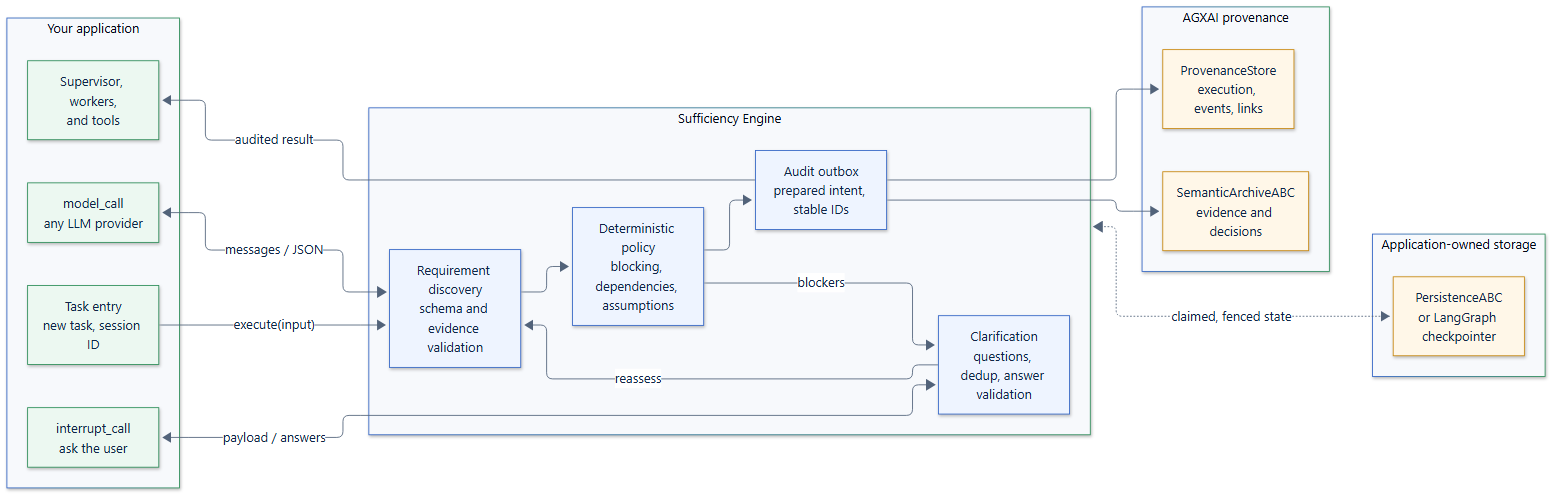 Your application
Supervisor,
workers,
and tools
model_call
any LLM provider
Task entry
new task, session
ID
interrupt_call
ask the user
audited result
messages / JSON
execute(input)
payload / answers
Sufficiency Engine
Requirement
discovery
schema and
evidence
validation
Deterministic
policy
blocking,
dependencies,
assumptions
Audit outbox
prepared intent,
stable IDs
blockers
reassess
Clarification
questions,
dedup, answer
validation
AGXAI provenance
ProvenanceStore
execution,
events, links
SemanticArchiveABC
evidence and
decisions
claimed, fenced state
Application-owned storage
PersistenceABC
or LangGraph
checkpointer